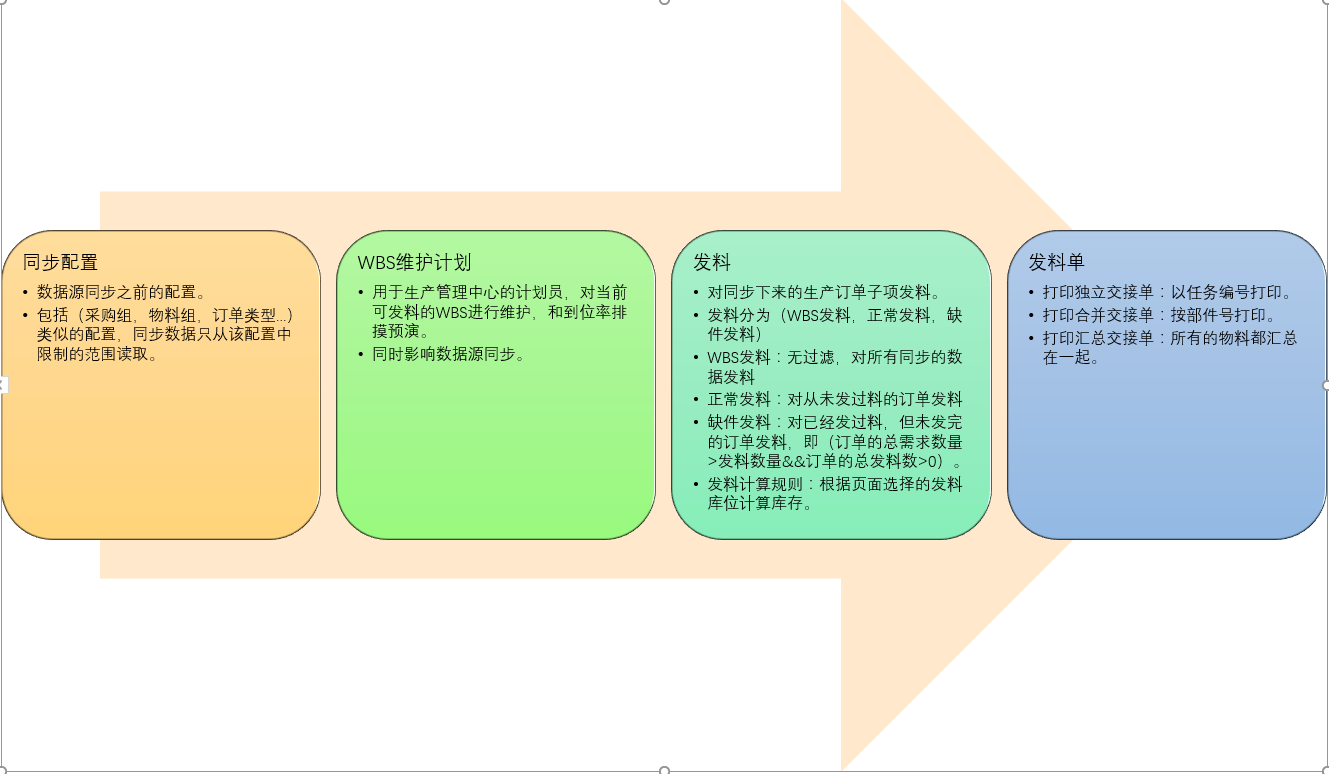 同步配置
• 数据源同步之前的配置。
• 包括（采购组，物料组，订单类型...）
类似的配置，同步数据只从该配置中
限制的范围读取。
WBS维护计划
• 用于生产管理中心的计划员，对当前
可发料的WBS进行维护，和到位率排
摸预演。
• 同时影响数据源同步。
发料
• 对同步下来的生产订单子项发料。
• 发料分为（WBS发料，正常发料，缺
件发料）
• WBS发料：无过滤，对所有同步的数
据发料
• 正常发料：对从未发过料的订单发料
• 缺件发料：对已经发过料，但未发完
的订单发料，即（订单的总需求数量
>发料数量&&订单的总发料数>0）。
• 发料计算规则：根据页面选择的发料
库位计算库存。
发料单
• 打印独立交接单：以任务编号打印。
• 打印合并交接单：按部件号打印。
• 打印汇总交接单：所有的物料都汇总
在一起。